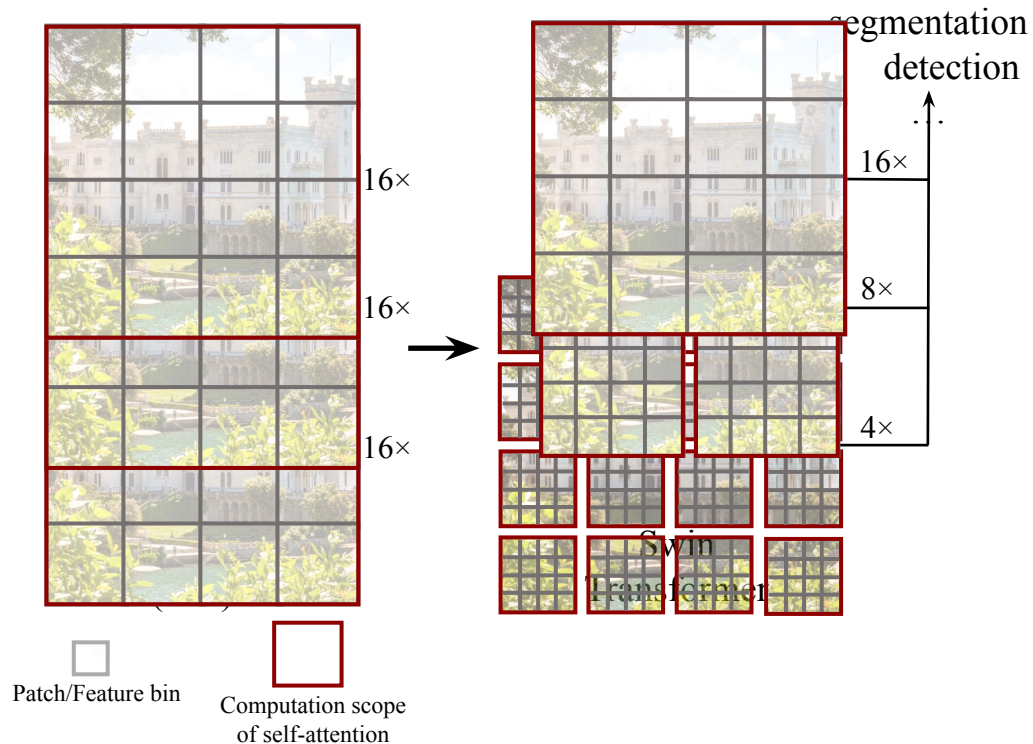 segmentation
detection
...
16×
16×
16×
16×
8×
4×
Swin
Transformer
Patch/Feature bin
Computation scope
of self-attention